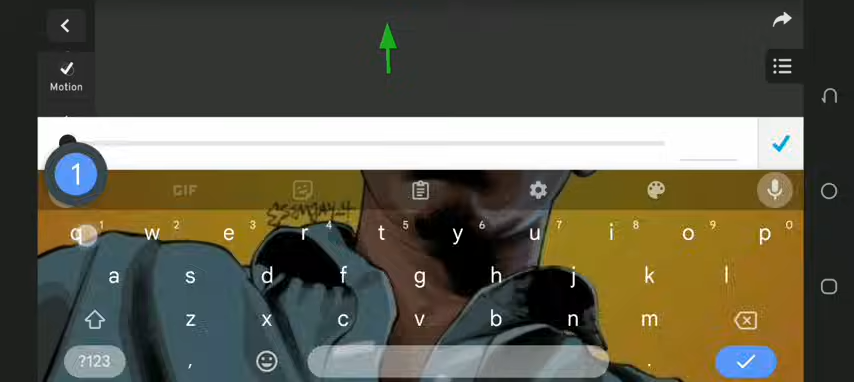 Motion
1
GIF
q1 w2 e3 r4 t5 y6 u7 i8 o9 p0
a s d f g h j k l
z x c v b n m
?123 , .